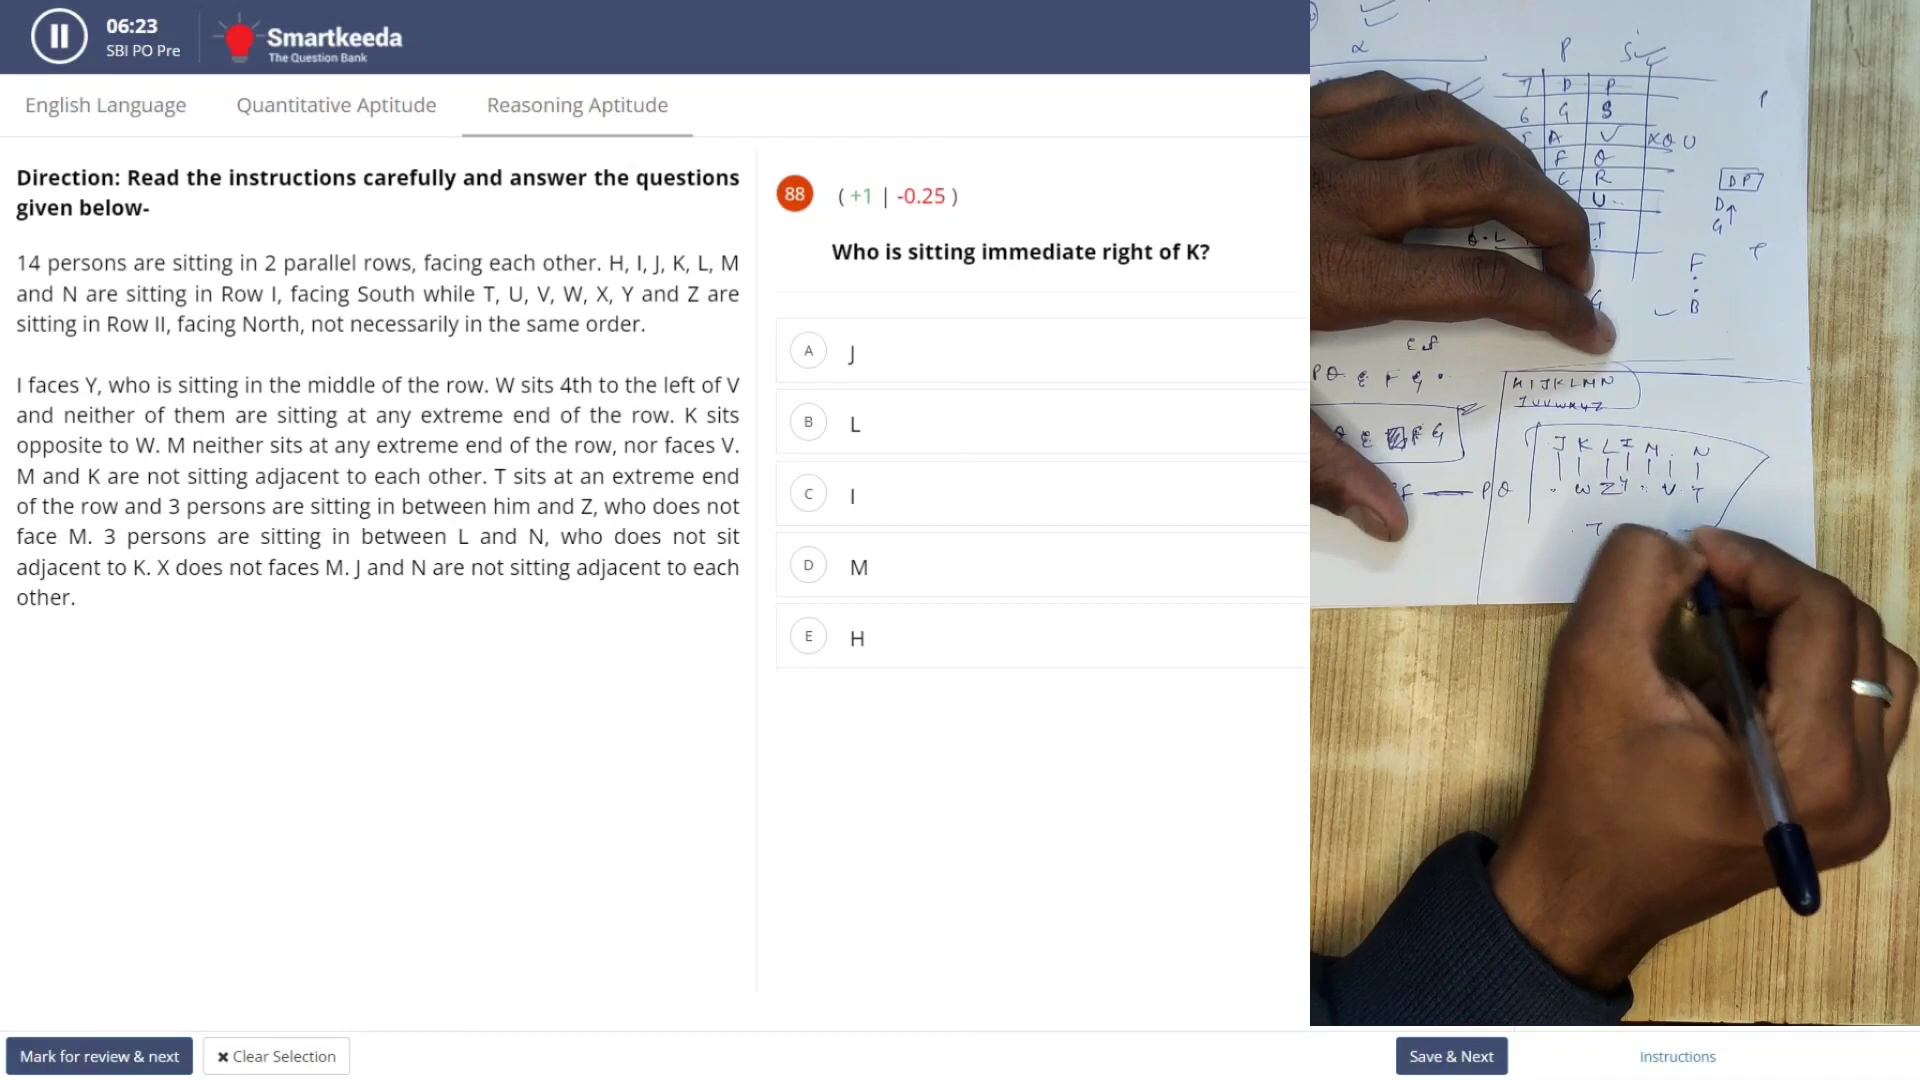 06:23
SBI PO Pre
Smartkeeda
The Question Bank
English Language
Quantitative Aptitude
Reasoning Aptitude
Direction: Read the instructions carefully and answer the questions
given below-
14 persons are sitting in 2 parallel rows, facing each other. H, I, J, K, L, M
and N are sitting in Row I, facing South while T, U, V, W, X, Y and Z are
sitting in Row II, facing North, not necessarily in the same order.
I faces Y, who is sitting in the middle of the row. W sits 4th to the left of V
and neither of them are sitting at any extreme end of the row. K sits
opposite to W. M neither sits at any extreme end of the row, nor faces V.
M and K are not sitting adjacent to each other. T sits at an extreme end
of the row and 3 persons are sitting in between him and Z, who does not
face M. 3 persons are sitting in between L and N, who does not sit
adjacent to K. X does not faces M. J and N are not sitting adjacent to each
other.
88
( +1 | -0.25 )
Who is sitting immediate right of K?
A J
B L
C I
D M
E H
P S
7 D P
6 G S
A V X Q U
F Q
C R
U
T
D P
D
G
F
B
H I J K L M N
T U V W X Y Z
J K L I M . N
. W Z Y . V T
Mark for review & next
✖ Clear Selection
Save & Next
Instructions